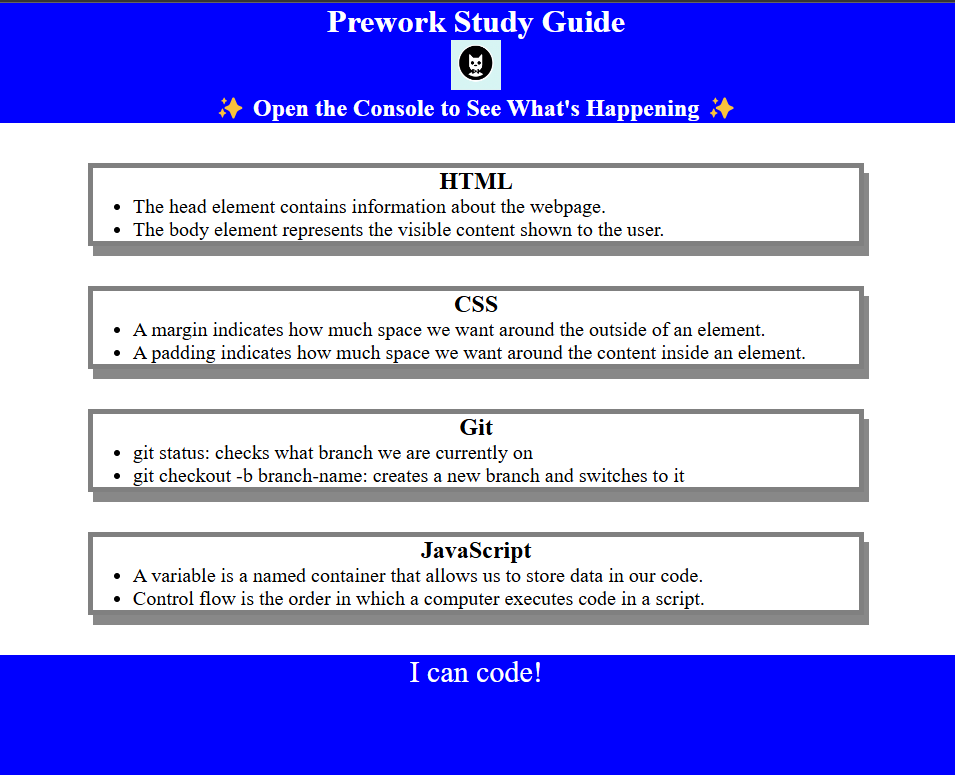 Prework Study Guide
✨ Open the Console to See What's Happening ✨
HTML
• The head element contains information about the webpage.
• The body element represents the visible content shown to the user.
CSS
• A margin indicates how much space we want around the outside of an element.
• A padding indicates how much space we want around the content inside an element.
Git
• git status: checks what branch we are currently on
• git checkout -b branch-name: creates a new branch and switches to it
JavaScript
• A variable is a named container that allows us to store data in our code.
• Control flow is the order in which a computer executes code in a script.
I can code!